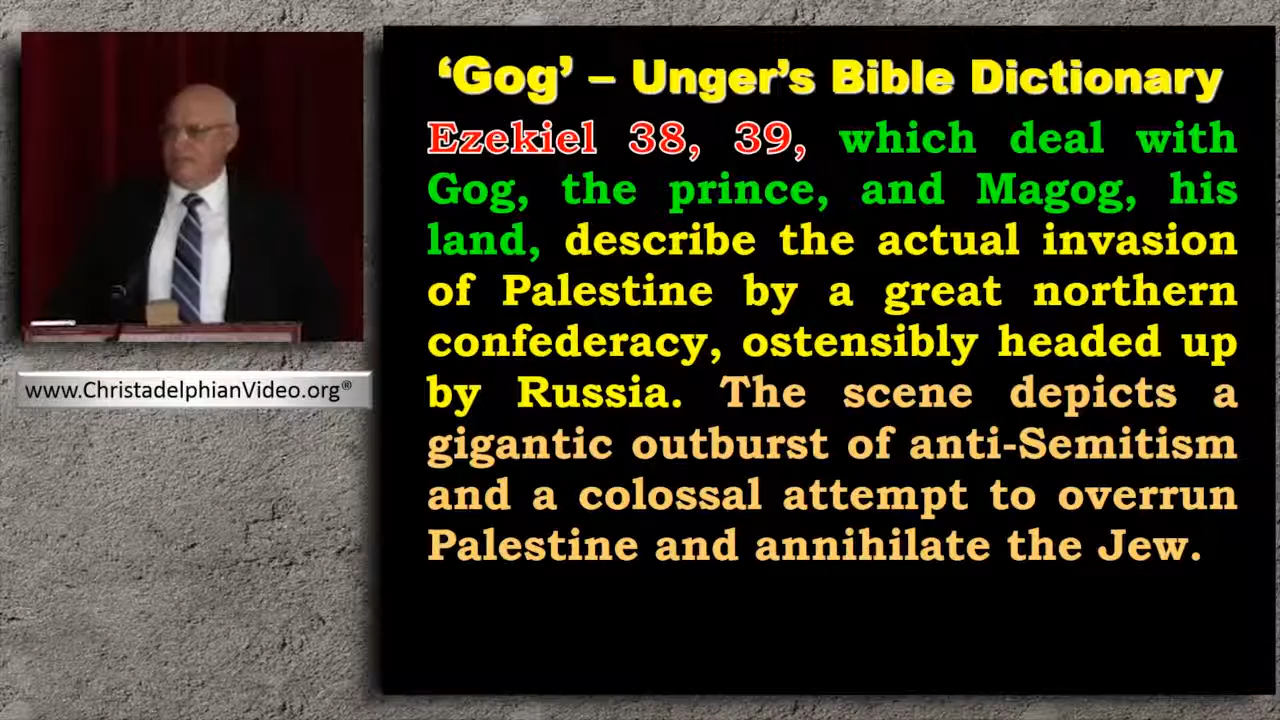 ‘Gog’ – Unger’s Bible Dictionary
Ezekiel 38, 39, which deal with
Gog, the prince, and Magog, his
land, describe the actual invasion
of Palestine by a great northern
confederacy, ostensibly headed up
by Russia. The scene depicts a
gigantic outburst of anti-Semitism
and a colossal attempt to overrun
Palestine and annihilate the Jew.
www.ChristadelphianVideo.org®